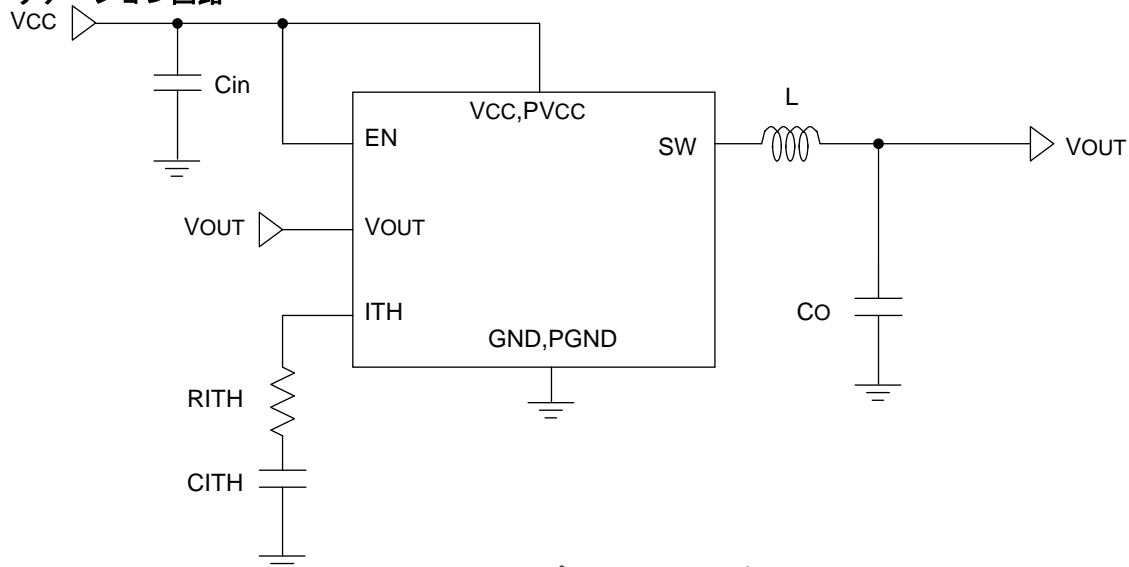 VCC
Cin
VCC,PVCC
L
EN
SW
VOUT
VOUT
VOUT
ITH
CO
GND,PGND
RITH
CITH